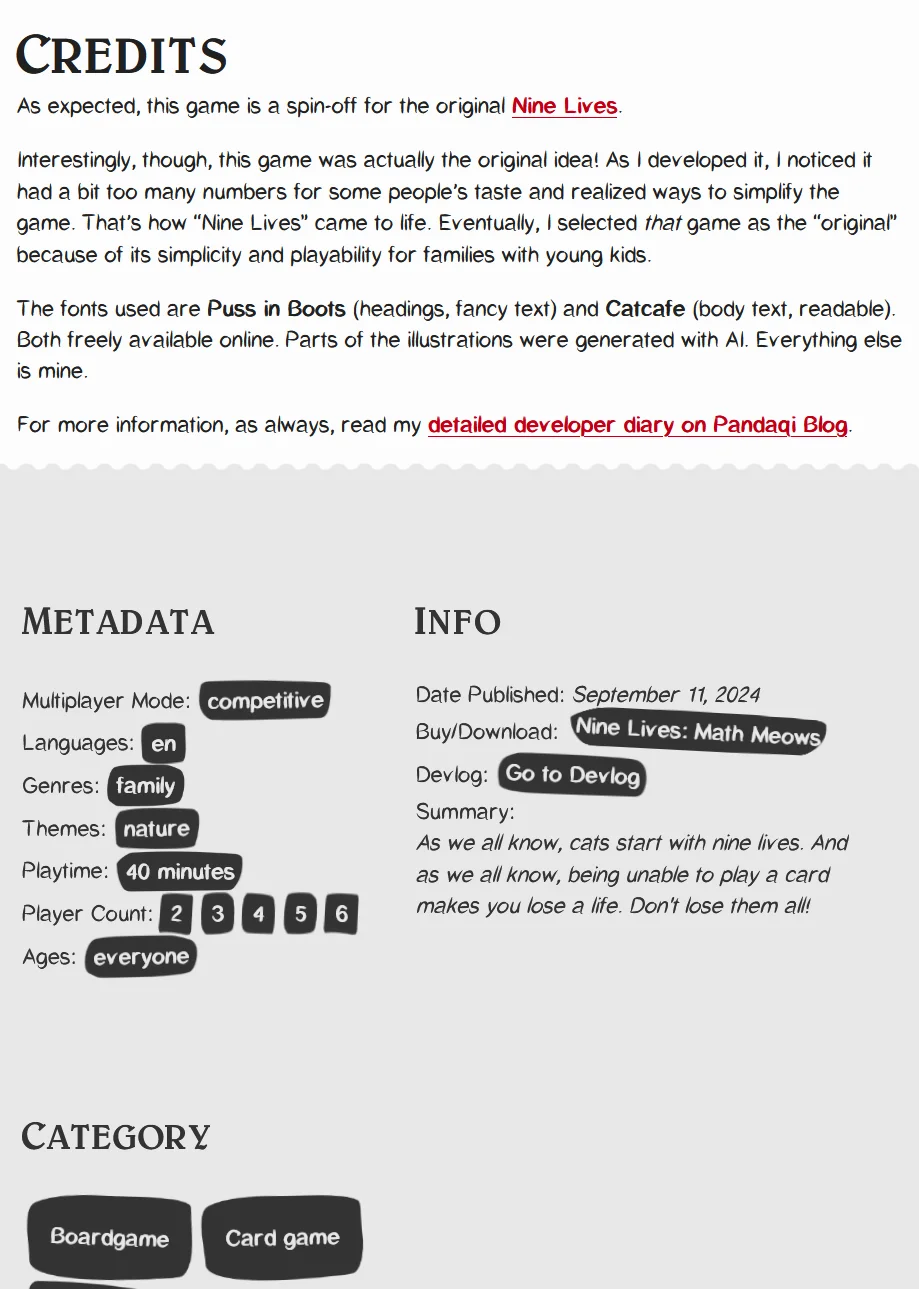 Credits
As expected, this game is a spin-off for the original Nine Lives.
Interestingly, though, this game was actually the original idea! As I developed it, I noticed it
had a bit too many numbers for some people's taste and realized ways to simplify the
game. That's how “Nine Lives” came to life. Eventually, I selected that game as the “original”
because of its simplicity and playability for families with young kids.
The fonts used are Puss in Boots (headings, fancy text) and Catcafe (body text, readable).
Both freely available online. Parts of the illustrations were generated with AI. Everything else
is mine.
For more information, as always, read my detailed developer diary on Pandaqi Blog.
Metadata
Multiplayer Mode: competitive
Languages: en
Genres: family
Themes: nature
Playtime: 40 minutes
Player Count: 2 3 4 5 6
Ages: everyone
Info
Date Published: September 11, 2024
Buy/Download: Nine Lives: Math Meows
Devlog: Go to Devlog
Summary:
As we all know, cats start with nine lives. And
as we all know, being unable to play a card
makes you lose a life. Don't lose them all!
Category
Boardgame Card game